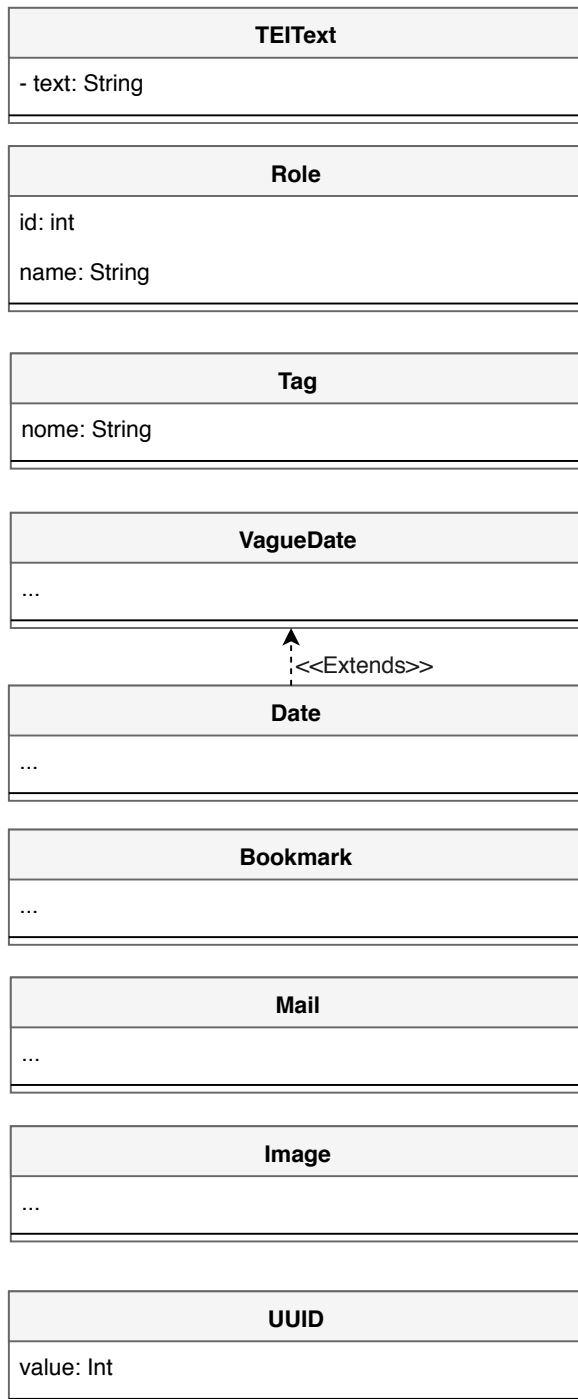 TEIText
- text: String
Role
id: int
name: String
Tag
nome: String
VagueDate
...
<<Extends>>
Date
...
Bookmark
...
Mail
...
Image
...
UUID
value: Int